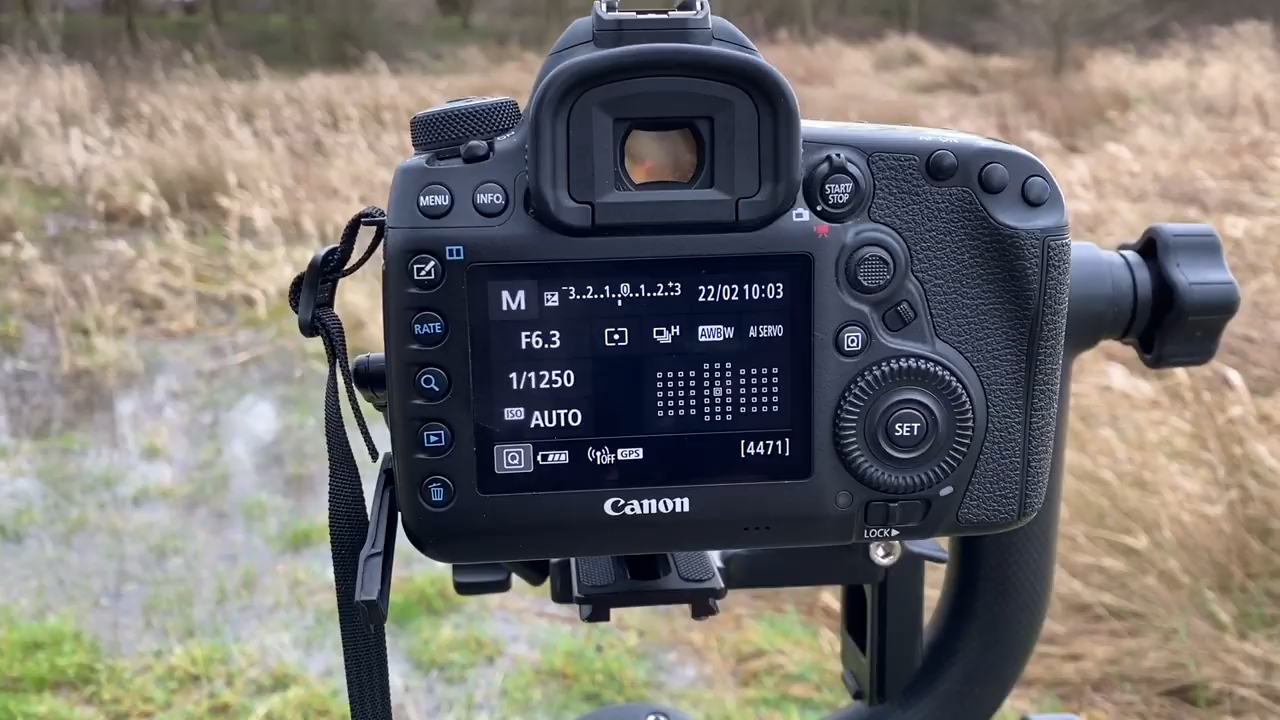 MENU
INFO.
START/
STOP
RATE
M
-3..2..1..0..1..2.+3
22/02 10:03
F6.3
H
AWB W
AI SERVO
1/1250
ISO AUTO
Q
OFF
GPS
[4471]
Q
SET
Canon
LOCK▶